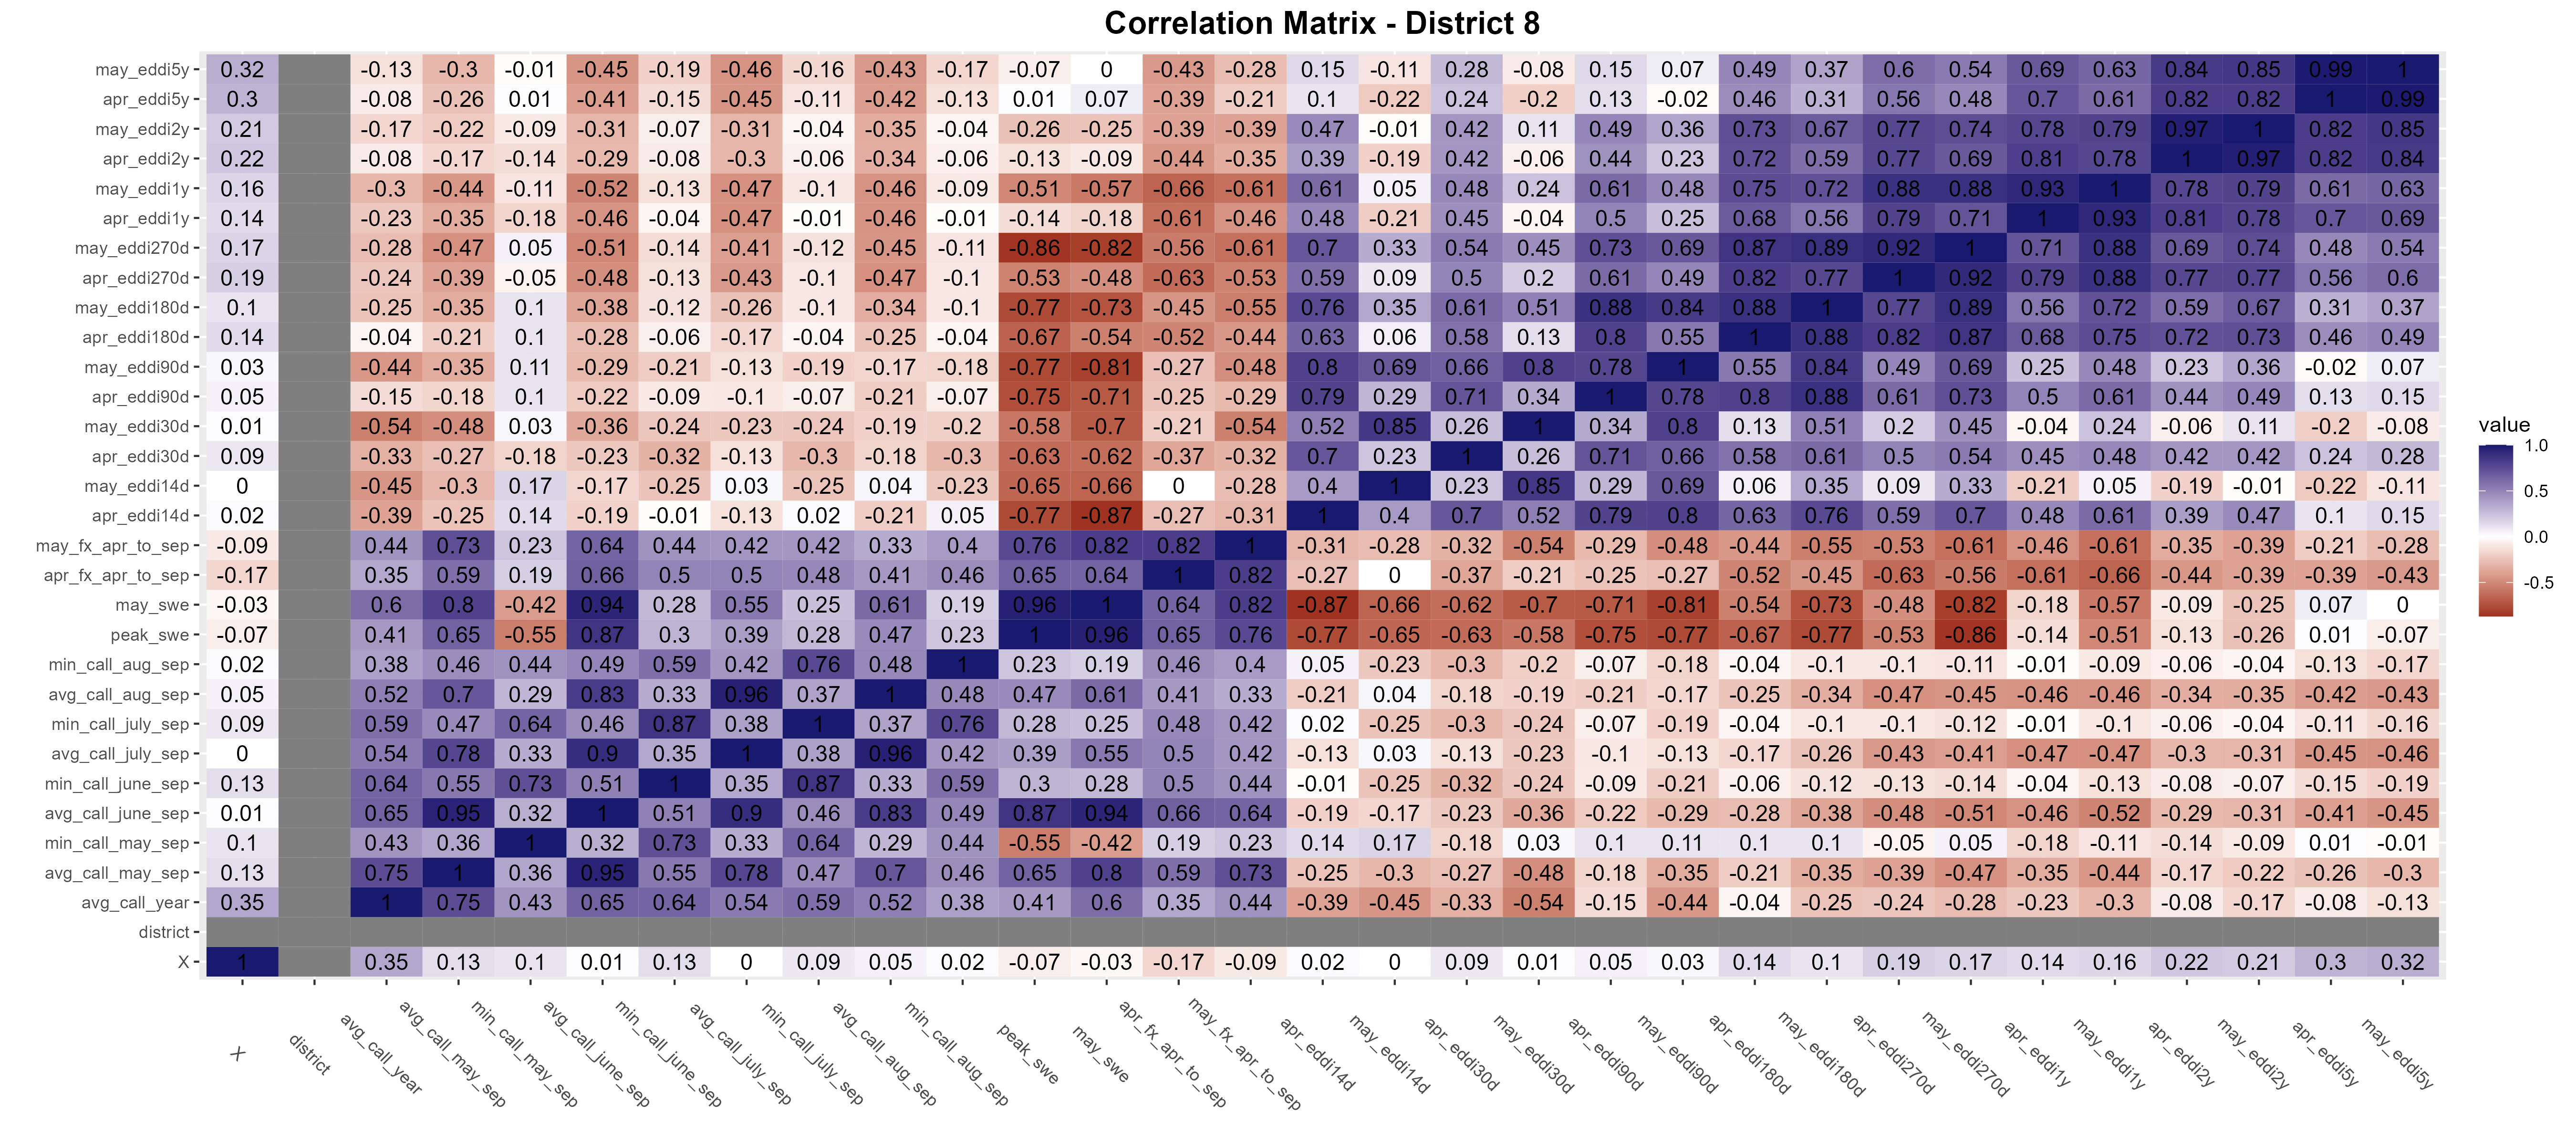 Correlation Matrix - District 8
may_eddi5y 0.32 -0.13 -0.3 -0.01 -0.45 -0.19 -0.46 -0.16 -0.43 -0.17 -0.07 0 -0.43 -0.28 0.15 -0.11 0.28 -0.08 0.15 0.07 0.49 0.37 0.6 0.54 0.69 0.63 0.84 0.85 0.99 1
apr_eddi5y 0.3 -0.08 -0.26 0.01 -0.41 -0.15 -0.45 -0.11 -0.42 -0.13 0.01 0.07 -0.39 -0.21 0.1 -0.22 0.24 -0.2 0.13 -0.02 0.46 0.31 0.56 0.48 0.7 0.61 0.82 0.82 1 0.99
may_eddi2y 0.21 -0.17 -0.22 -0.09 -0.31 -0.07 -0.31 -0.04 -0.35 -0.04 -0.26 -0.25 -0.39 -0.39 0.47 -0.01 0.42 0.11 0.49 0.36 0.73 0.67 0.77 0.74 0.78 0.79 0.97 1 0.82 0.85
apr_eddi2y 0.22 -0.08 -0.17 -0.14 -0.29 -0.08 -0.3 -0.06 -0.34 -0.06 -0.13 -0.09 -0.44 -0.35 0.39 -0.19 0.42 -0.06 0.44 0.23 0.72 0.59 0.77 0.69 0.81 0.78 1 0.97 0.82 0.84
may_eddi1y 0.16 -0.3 -0.44 -0.11 -0.52 -0.13 -0.47 -0.1 -0.46 -0.09 -0.51 -0.57 -0.66 -0.61 0.61 0.05 0.48 0.24 0.61 0.48 0.75 0.72 0.88 0.88 0.93 1 0.78 0.79 0.61 0.63
apr_eddi1y 0.14 -0.23 -0.35 -0.18 -0.46 -0.04 -0.47 -0.01 -0.46 -0.01 -0.14 -0.18 -0.61 -0.46 0.48 -0.21 0.45 -0.04 0.5 0.25 0.68 0.56 0.79 0.71 1 0.93 0.81 0.78 0.7 0.69
may_eddi270d 0.17 -0.28 -0.47 0.05 -0.51 -0.14 -0.41 -0.12 -0.45 -0.11 -0.86 -0.82 -0.56 -0.61 0.7 0.33 0.54 0.45 0.73 0.69 0.87 0.89 0.92 1 0.71 0.88 0.69 0.74 0.48 0.54
apr_eddi270d 0.19 -0.24 -0.39 -0.05 -0.48 -0.13 -0.43 -0.1 -0.47 -0.1 -0.53 -0.48 -0.63 -0.53 0.59 0.09 0.5 0.2 0.61 0.49 0.82 0.77 1 0.92 0.79 0.88 0.77 0.77 0.56 0.6
may_eddi180d 0.1 -0.25 -0.35 0.1 -0.38 -0.12 -0.26 -0.1 -0.34 -0.1 -0.77 -0.73 -0.45 -0.55 0.76 0.35 0.61 0.51 0.88 0.84 0.88 1 0.77 0.89 0.56 0.72 0.59 0.67 0.31 0.37
apr_eddi180d 0.14 -0.04 -0.21 0.1 -0.28 -0.06 -0.17 -0.04 -0.25 -0.04 -0.67 -0.54 -0.52 -0.44 0.63 0.06 0.58 0.13 0.8 0.55 1 0.88 0.82 0.87 0.68 0.75 0.72 0.73 0.46 0.49
may_eddi90d 0.03 -0.44 -0.35 0.11 -0.29 -0.21 -0.13 -0.19 -0.17 -0.18 -0.77 -0.81 -0.27 -0.48 0.8 0.69 0.66 0.8 0.78 1 0.55 0.84 0.49 0.69 0.25 0.48 0.23 0.36 -0.02 0.07
apr_eddi90d 0.05 -0.15 -0.18 0.1 -0.22 -0.09 -0.1 -0.07 -0.21 -0.07 -0.75 -0.71 -0.25 -0.29 0.79 0.29 0.71 0.34 1 0.78 0.8 0.88 0.61 0.73 0.5 0.61 0.44 0.49 0.13 0.15
may_eddi30d 0.01 -0.54 -0.48 0.03 -0.36 -0.24 -0.23 -0.24 -0.19 -0.2 -0.58 -0.7 -0.21 -0.54 0.52 0.85 0.26 1 0.34 0.8 0.13 0.51 0.2 0.45 -0.04 0.24 -0.06 0.11 -0.2 -0.08
apr_eddi30d 0.09 -0.33 -0.27 -0.18 -0.23 -0.32 -0.13 -0.3 -0.18 -0.3 -0.63 -0.62 -0.37 -0.32 0.7 0.23 1 0.26 0.71 0.66 0.58 0.61 0.5 0.54 0.45 0.48 0.42 0.42 0.24 0.28
may_eddi14d 0 -0.45 -0.3 0.17 -0.17 -0.25 0.03 -0.25 0.04 -0.23 -0.65 -0.66 0 -0.28 0.4 1 0.23 0.85 0.29 0.69 0.06 0.35 0.09 0.33 -0.21 0.05 -0.19 -0.01 -0.22 -0.11
apr_eddi14d 0.02 -0.39 -0.25 0.14 -0.19 -0.01 -0.13 0.02 -0.21 0.05 -0.77 -0.87 -0.27 -0.31 1 0.4 0.7 0.52 0.79 0.8 0.63 0.76 0.59 0.7 0.48 0.61 0.39 0.47 0.1 0.15
may_fx_apr_to_sep -0.09 0.44 0.73 0.23 0.64 0.44 0.42 0.42 0.33 0.4 0.76 0.82 0.82 1 -0.31 -0.28 -0.32 -0.54 -0.29 -0.48 -0.44 -0.55 -0.53 -0.61 -0.46 -0.61 -0.35 -0.39 -0.21 -0.28
apr_fx_apr_to_sep -0.17 0.35 0.59 0.19 0.66 0.5 0.5 0.48 0.41 0.46 0.65 0.64 1 0.82 -0.27 0 -0.37 -0.21 -0.25 -0.27 -0.52 -0.45 -0.63 -0.56 -0.61 -0.66 -0.44 -0.39 -0.39 -0.43
may_swe -0.03 0.6 0.8 -0.42 0.94 0.28 0.55 0.25 0.61 0.19 0.96 1 0.64 0.82 -0.87 -0.66 -0.62 -0.7 -0.71 -0.81 -0.54 -0.73 -0.48 -0.82 -0.18 -0.57 -0.09 -0.25 0.07 0
peak_swe -0.07 0.41 0.65 -0.55 0.87 0.3 0.39 0.28 0.47 0.23 1 0.96 0.65 0.76 -0.77 -0.65 -0.63 -0.58 -0.75 -0.77 -0.67 -0.77 -0.53 -0.86 -0.14 -0.51 -0.13 -0.26 0.01 -0.07
min_call_aug_sep 0.02 0.38 0.46 0.44 0.49 0.59 0.42 0.76 0.48 1 0.23 0.19 0.46 0.4 0.05 -0.23 -0.3 -0.2 -0.07 -0.18 -0.04 -0.1 -0.1 -0.11 -0.01 -0.09 -0.06 -0.04 -0.13 -0.17
avg_call_aug_sep 0.05 0.52 0.7 0.29 0.83 0.33 0.96 0.37 1 0.48 0.47 0.61 0.41 0.33 -0.21 0.04 -0.18 -0.19 -0.21 -0.17 -0.25 -0.34 -0.47 -0.45 -0.46 -0.46 -0.34 -0.35 -0.42 -0.43
min_call_july_sep 0.09 0.59 0.47 0.64 0.46 0.87 0.38 1 0.37 0.76 0.28 0.25 0.48 0.42 0.02 -0.25 -0.3 -0.24 -0.07 -0.19 -0.04 -0.1 -0.1 -0.12 -0.01 -0.1 -0.06 -0.04 -0.11 -0.16
avg_call_july_sep 0 0.54 0.78 0.33 0.9 0.35 1 0.38 0.96 0.42 0.39 0.55 0.5 0.42 -0.13 0.03 -0.13 -0.23 -0.1 -0.13 -0.17 -0.26 -0.43 -0.41 -0.47 -0.47 -0.3 -0.31 -0.45 -0.46
min_call_june_sep 0.13 0.64 0.55 0.73 0.51 1 0.35 0.87 0.33 0.59 0.3 0.28 0.5 0.44 -0.01 -0.25 -0.32 -0.24 -0.09 -0.21 -0.06 -0.12 -0.13 -0.14 -0.04 -0.13 -0.08 -0.07 -0.15 -0.19
avg_call_june_sep 0.01 0.65 0.95 0.32 1 0.51 0.9 0.46 0.83 0.49 0.87 0.94 0.66 0.64 -0.19 -0.17 -0.23 -0.36 -0.22 -0.29 -0.28 -0.38 -0.48 -0.51 -0.46 -0.52 -0.29 -0.31 -0.41 -0.45
min_call_may_sep 0.1 0.43 0.36 1 0.32 0.73 0.33 0.64 0.29 0.44 -0.55 -0.42 0.19 0.23 0.14 0.17 -0.18 0.03 0.1 0.11 0.1 0.1 -0.05 0.05 -0.18 -0.11 -0.14 -0.09 0.01 -0.01
avg_call_may_sep 0.13 0.75 1 0.36 0.95 0.55 0.78 0.47 0.7 0.46 0.65 0.8 0.59 0.73 -0.25 -0.3 -0.27 -0.48 -0.18 -0.35 -0.21 -0.35 -0.39 -0.47 -0.35 -0.44 -0.17 -0.22 -0.26 -0.3
avg_call_year 0.35 1 0.75 0.43 0.65 0.64 0.54 0.59 0.52 0.38 0.41 0.6 0.35 0.44 -0.39 -0.45 -0.33 -0.54 -0.15 -0.44 -0.04 -0.25 -0.24 -0.28 -0.23 -0.3 -0.08 -0.17 -0.08 -0.13
district
X 1 0.35 0.13 0.1 0.01 0.13 0 0.09 0.05 0.02 -0.07 -0.03 -0.17 -0.09 0.02 0 0.09 0.01 0.05 0.03 0.14 0.1 0.19 0.17 0.14 0.16 0.22 0.21 0.3 0.32
X
district
avg_call_year
avg_call_may_sep
min_call_may_sep
avg_call_june_sep
min_call_june_sep
avg_call_july_sep
min_call_july_sep
avg_call_aug_sep
min_call_aug_sep
peak_swe
may_swe
apr_fx_apr_to_sep
may_fx_apr_to_sep
apr_eddi14d
may_eddi14d
apr_eddi30d
may_eddi30d
apr_eddi90d
may_eddi90d
apr_eddi180d
may_eddi180d
apr_eddi270d
may_eddi270d
apr_eddi1y
may_eddi1y
apr_eddi2y
may_eddi2y
apr_eddi5y
may_eddi5y
value
1.0
0.5
0.0
-0.5